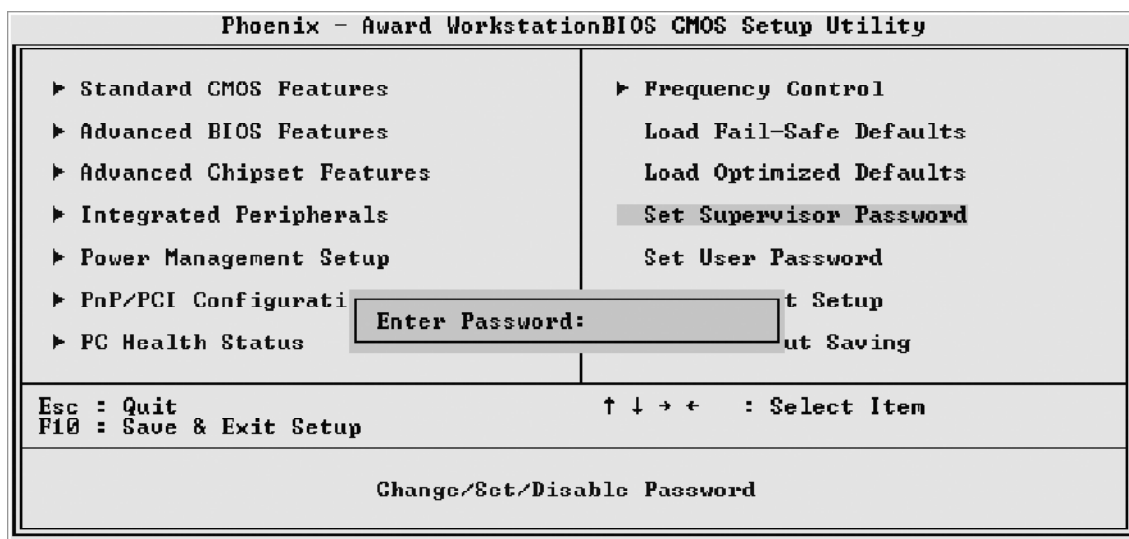 Phoenix - Award WorkstationBIOS CMOS Setup Utility
► Standard CMOS Features
► Advanced BIOS Features
► Advanced Chipset Features
► Integrated Peripherals
► Power Management Setup
► PnP/PCI Configurati
► PC Health Status
► Frequency Control
Load Fail-Safe Defaults
Load Optimized Defaults
Set Supervisor Password
Set User Password
t Setup
ut Saving
Enter Password:
Esc : Quit
F10 : Save & Exit Setup
↑ ↓ → ← : Select Item
Change/Set/Disable Password